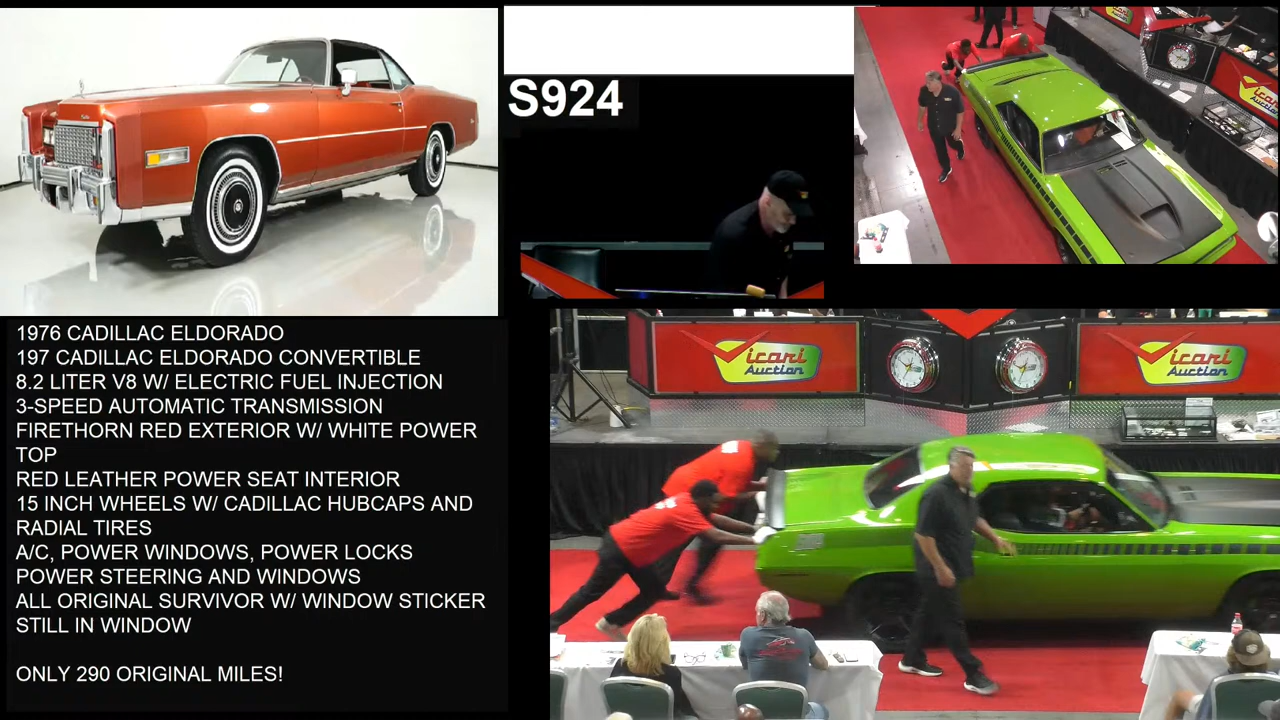 S924
1976 CADILLAC ELDORADO
197 CADILLAC ELDORADO CONVERTIBLE
8.2 LITER V8 W/ ELECTRIC FUEL INJECTION
3-SPEED AUTOMATIC TRANSMISSION
FIRETHORN RED EXTERIOR W/ WHITE POWER
TOP
RED LEATHER POWER SEAT INTERIOR
15 INCH WHEELS W/ CADILLAC HUBCAPS AND
RADIAL TIRES
A/C, POWER WINDOWS, POWER LOCKS
POWER STEERING AND WINDOWS
ALL ORIGINAL SURVIVOR W/ WINDOW STICKER
STILL IN WINDOW
ONLY 290 ORIGINAL MILES!
Vicari
Auction
Vicari
Auction
Vicari
Auction